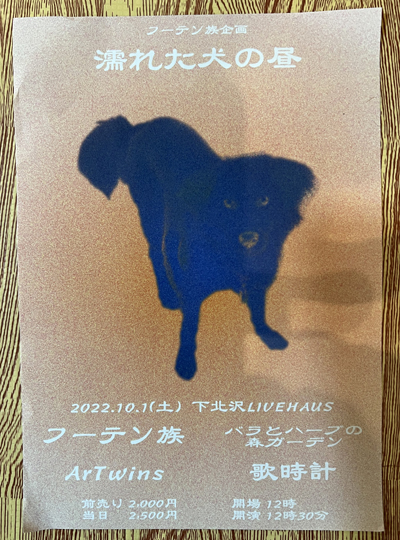 フーテン族企画
濡れた犬の昼
2022.10.1(土) 下北沢LIVEHAUS
フーテン族
バラとハープの
森ガーデン
ArTwins
歌時計
前売り 2,000円
当日 2,500円
開場 12時
開演 12時30分